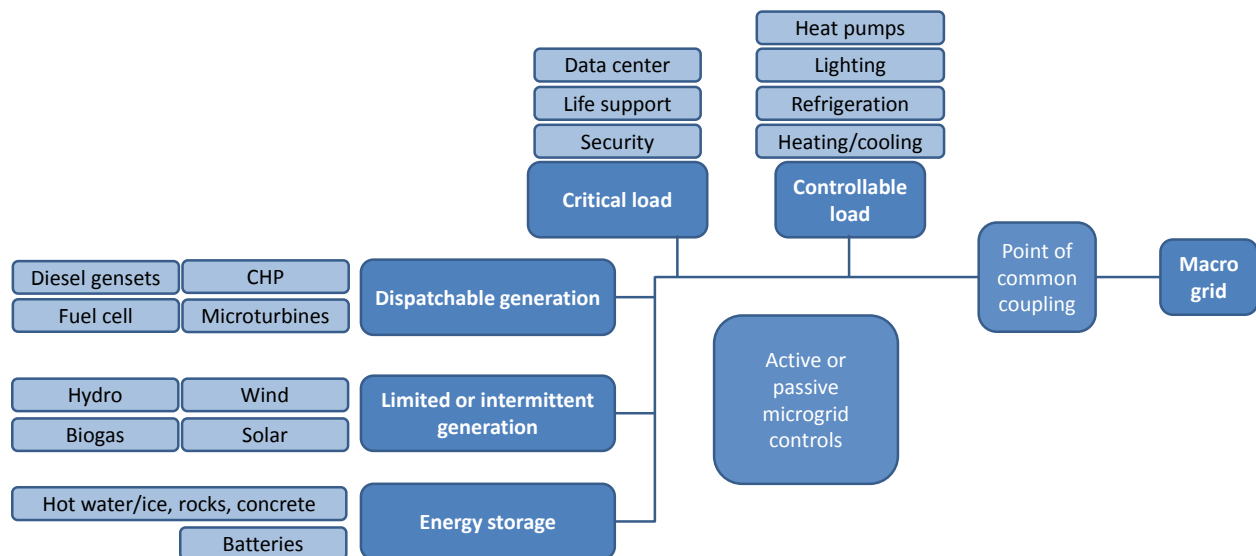 Heat pumps
Data center
Lighting
Life support
Refrigeration
Security
Heating/cooling
Critical load
Controllable
load
Diesel gensets
CHP
Fuel cell
Microturbines
Dispatchable generation
Point of
common
coupling
Macro
grid
Active or
passive
microgrid
controls
Hydro
Wind
Biogas
Solar
Limited or intermittent
generation
Hot water/ice, rocks, concrete
Batteries
Energy storage